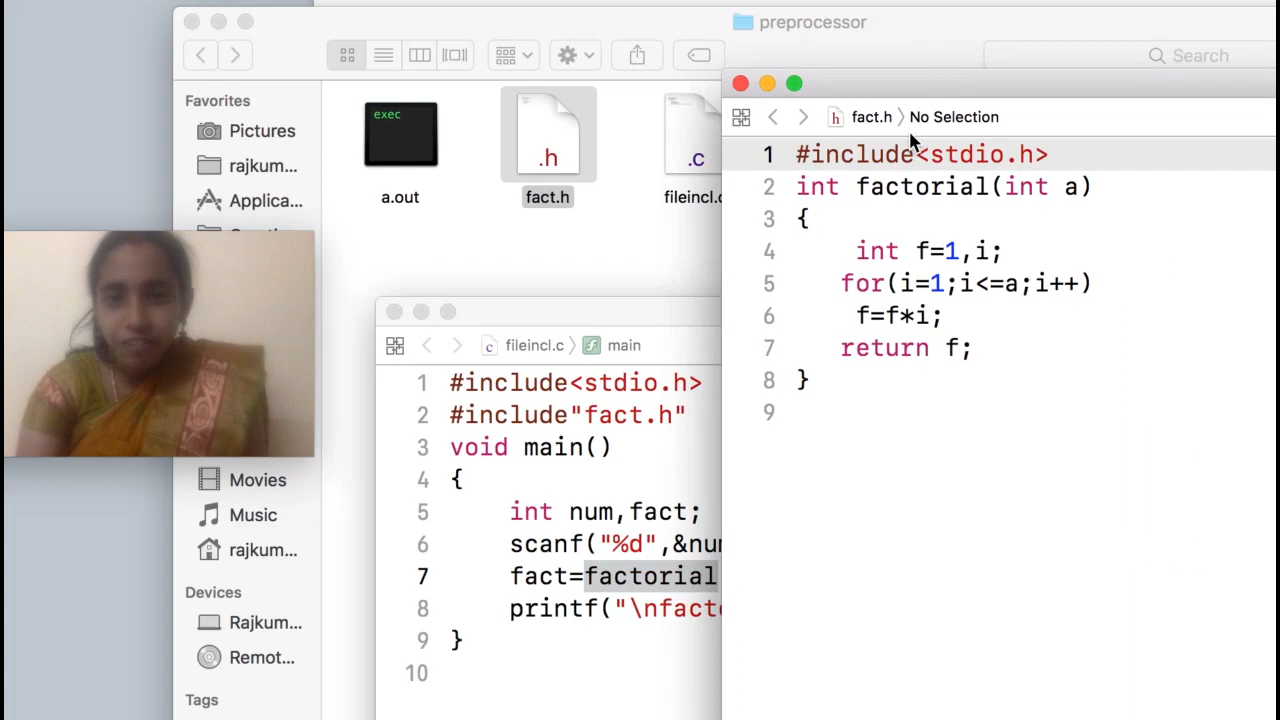 preprocessor
Search
Favorites
Pictures
rajkum...
Applica...
Movies
Music
rajkum...
Devices
Rajkum...
Remot...
Tags
exec
a.out
.h
fact.h
.c
fileincl.c
fileincl.c 〉 main
1 #include<stdio.h>
2 #include"fact.h"
3 void main()
4 {
5 int num,fact;
6 scanf("%d",&num
7 fact=factorial
8 printf("\nfacto
9 }
10
h fact.h 〉 No Selection
1 #include<stdio.h>
2 int factorial(int a)
3 {
4 int f=1,i;
5 for(i=1;i<=a;i++)
6 f=f*i;
7 return f;
8 }
9